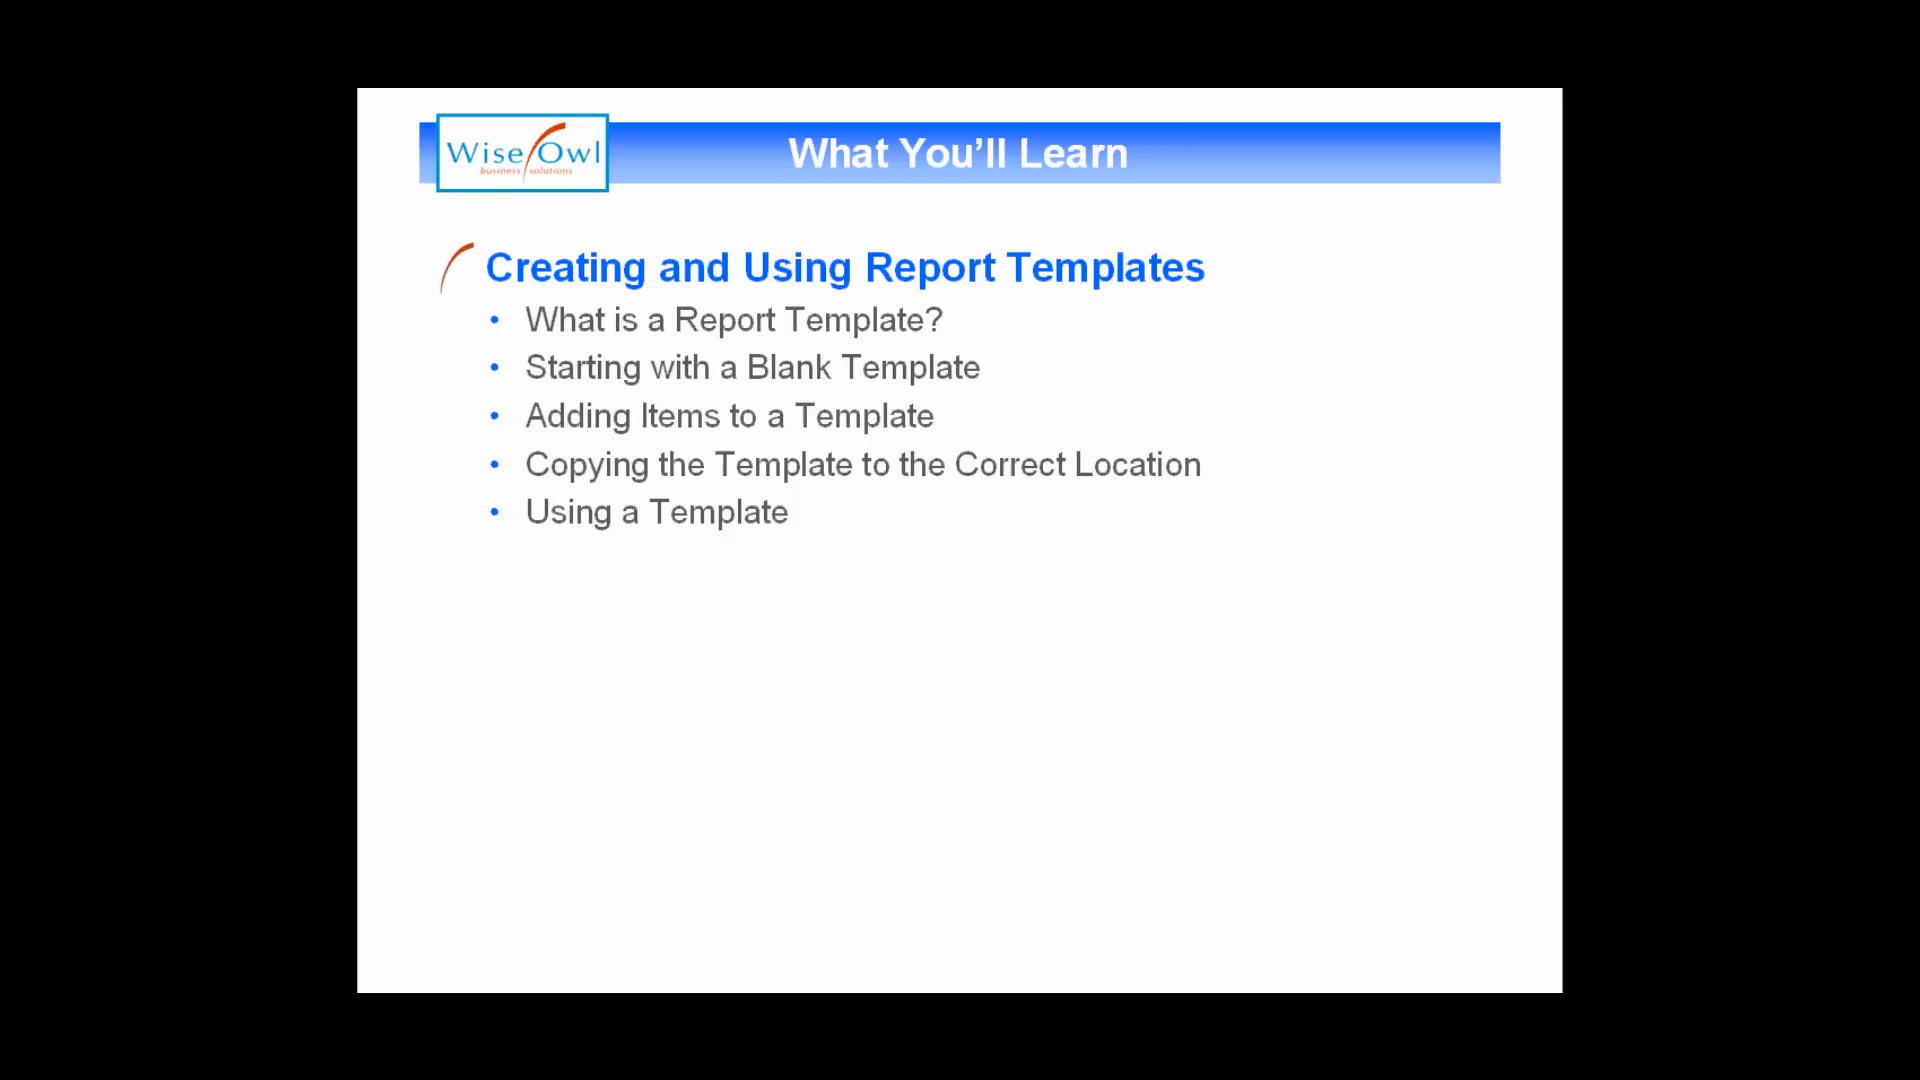 Wise Owl
business solutions
What You'll Learn
Creating and Using Report Templates
• What is a Report Template?
• Starting with a Blank Template
• Adding Items to a Template
• Copying the Template to the Correct Location
• Using a Template